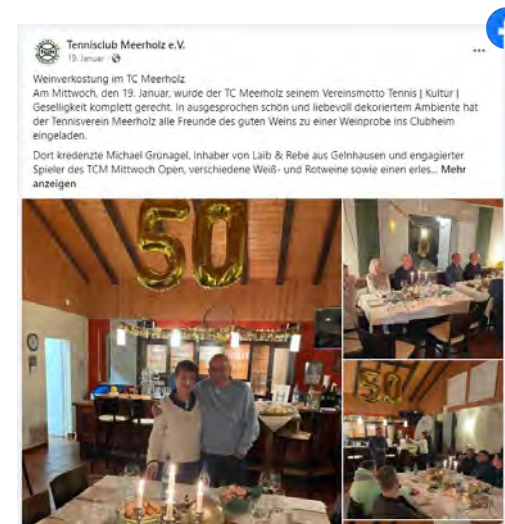 Tennisclub Meerholz e.V.
19. Januar ·
Weinverkostung im TC Meerholz
Am Mittwoch, den 19. Januar, wurde der TC Meerholz seinem Vereinsmotto Tennis | Kultur |
Geselligkeit komplett gerecht. In ausgesprochen schön und liebevoll dekoriertem Ambiente hat
der Tennisverein Meerholz alle Freunde des guten Weins zu einer Weinprobe ins Clubheim
eingeladen.
Dort kredenzte Michael Grünagel, Inhaber von Laib & Rebe aus Gelnhausen und engagierter
Spieler des TCM Mittwoch Open, verschiedene Weiß- und Rotweine sowie einen erles... Mehr
anzeigen
50
50